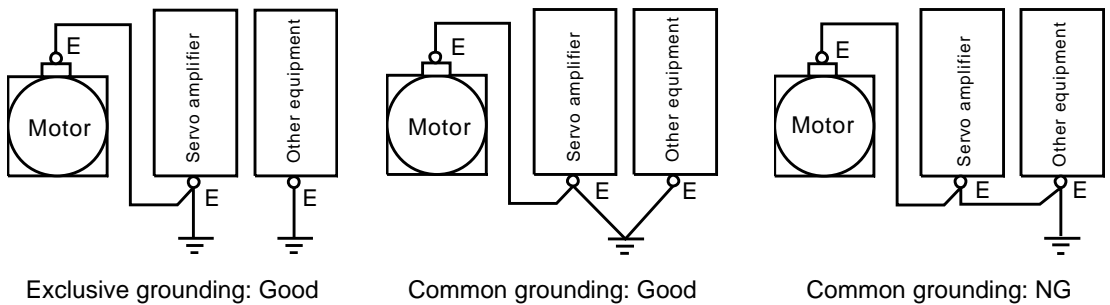 E
Motor
Servo amplifier
E
Other equipment
Exclusive grounding: Good
E
Motor
Servo amplifier
E
Other equipment
Common grounding: Good
E
Motor
Servo amplifier
Other equipment
E
Common grounding: NG